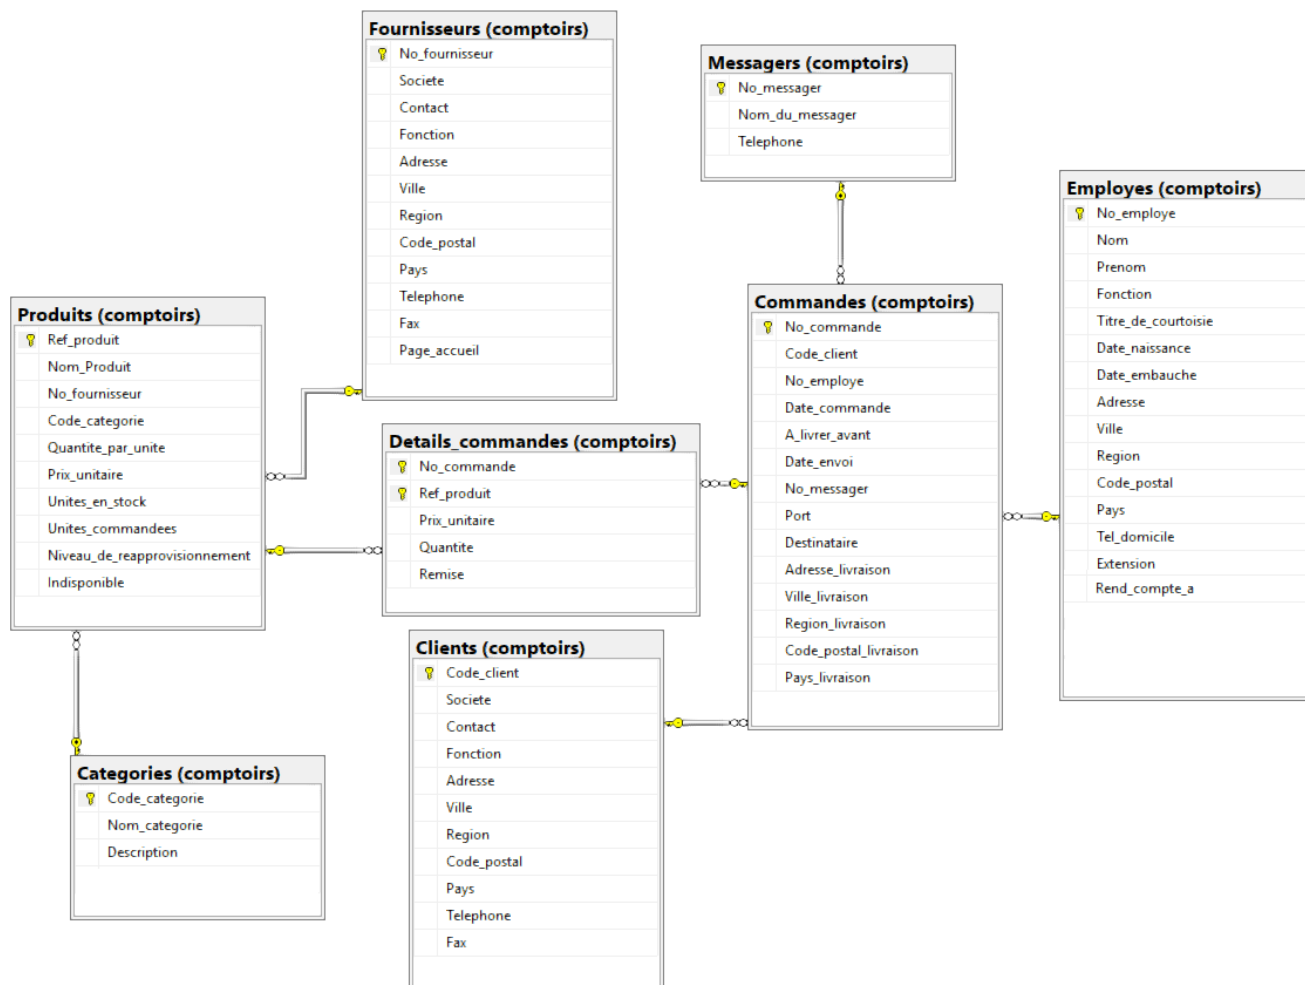 Fournisseurs (comptoirs)
No_fournisseur
Societe
Contact
Fonction
Adresse
Ville
Region
Code_postal
Pays
Telephone
Fax
Page_accueil
Messagers (comptoirs)
No_messager
Nom_du_messager
Telephone
Employes (comptoirs)
No_employe
Nom
Prenom
Fonction
Titre_de_courtoisie
Date_naissance
Date_embauche
Adresse
Ville
Region
Code_postal
Pays
Tel_domicile
Extension
Rend_compte_a
Produits (comptoirs)
Ref_produit
Nom_Produit
No_fournisseur
Code_categorie
Quantite_par_unite
Prix_unitaire
Unites_en_stock
Unites_commandees
Niveau_de_reapprovisionnement
Indisponible
Commandes (comptoirs)
No_commande
Code_client
No_employe
Date_commande
A_livrer_avant
Date_envoi
No_messager
Port
Destinataire
Adresse_livraison
Ville_livraison
Region_livraison
Code_postal_livraison
Pays_livraison
Details_commandes (comptoirs)
No_commande
Ref_produit
Prix_unitaire
Quantite
Remise
Clients (comptoirs)
Code_client
Societe
Contact
Fonction
Adresse
Ville
Region
Code_postal
Pays
Telephone
Fax
Categories (comptoirs)
Code_categorie
Nom_categorie
Description